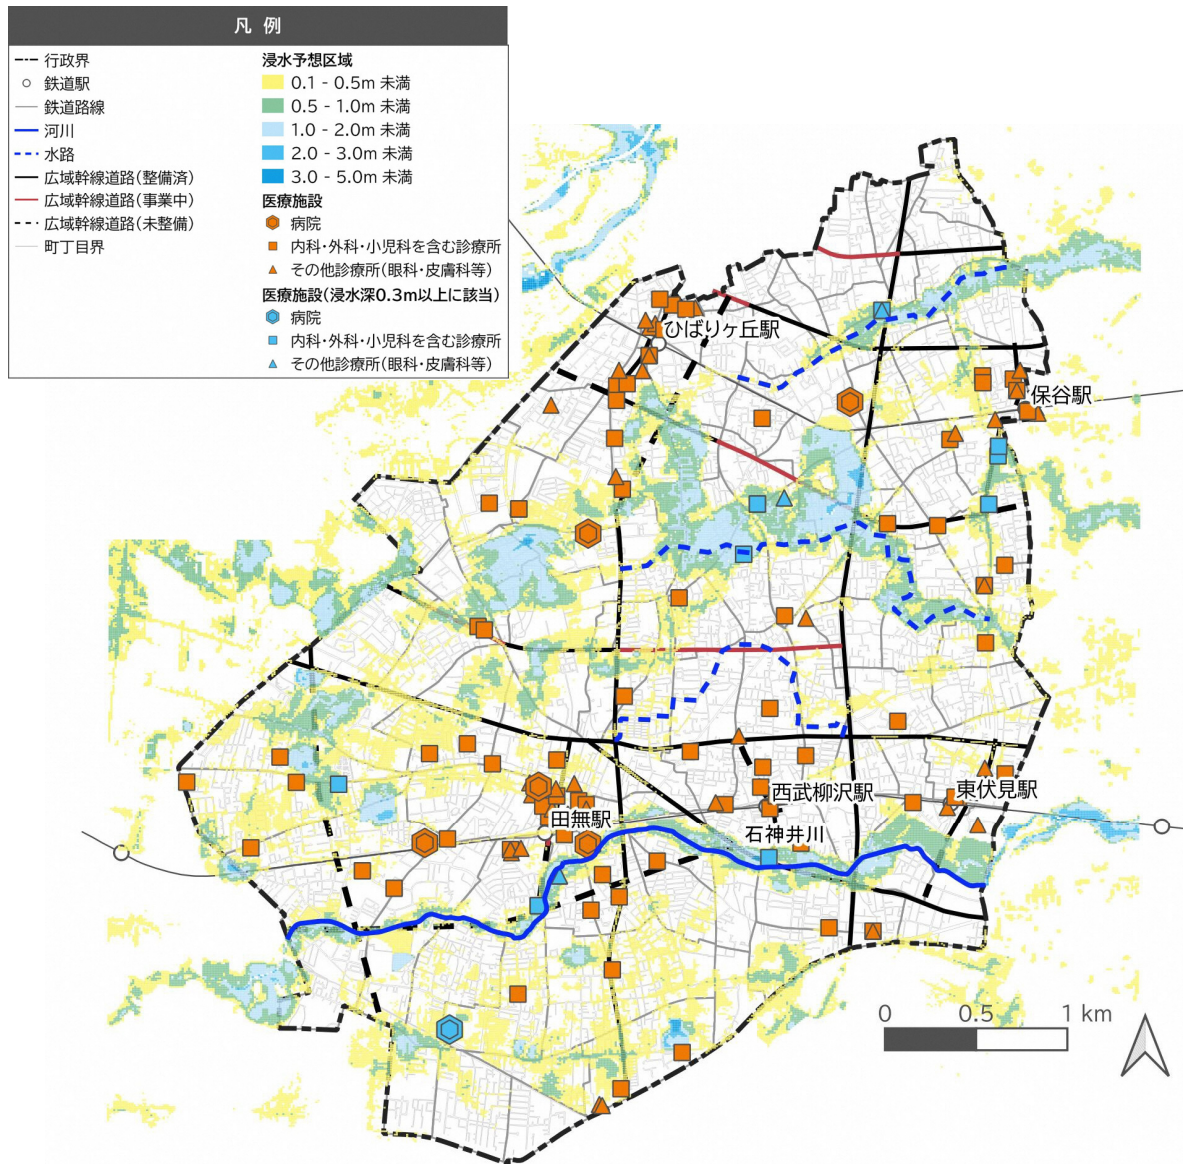 凡 例
行政界
鉄道駅
鉄道路線
河川
水路
広域幹線道路(整備済)
広域幹線道路(事業中)
広域幹線道路(未整備)
町丁目界
浸水予想区域
0.1 - 0.5m 未満
0.5 - 1.0m 未満
1.0 - 2.0m 未満
2.0 - 3.0m 未満
3.0 - 5.0m 未満
医療施設
病院
内科・外科・小児科を含む診療所
その他診療所(眼科・皮膚科等)
医療施設(浸水深0.3m以上に該当)
病院
内科・外科・小児科を含む診療所
その他診療所(眼科・皮膚科等)
ひばりヶ丘駅
保谷駅
西武柳沢駅
東伏見駅
田無駅
石神井川
0 0.5 1 km